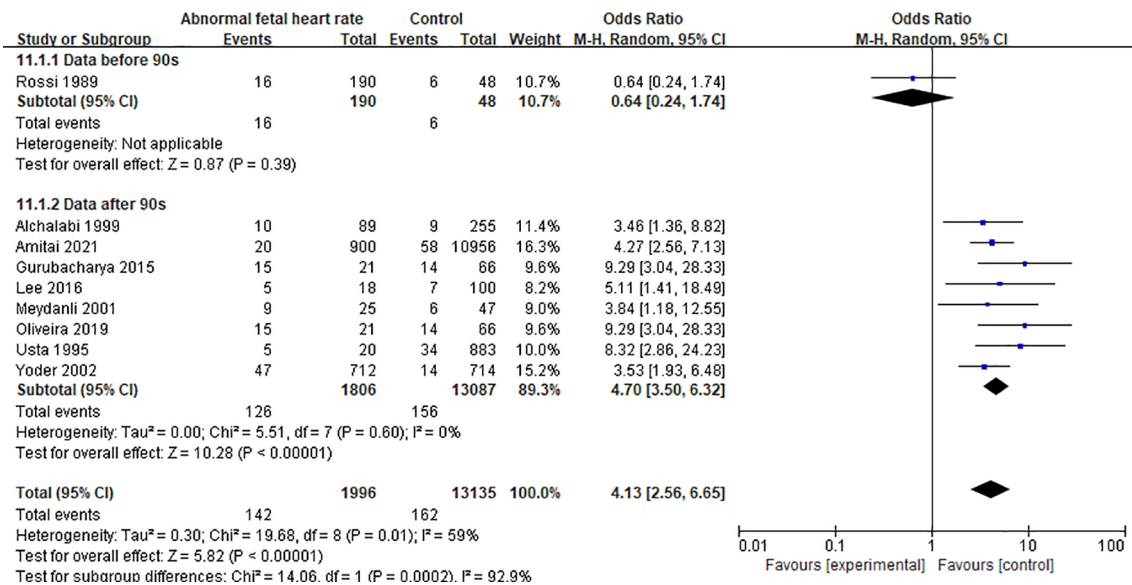 Abnormal fetal heart rate Control Odds Ratio Odds Ratio
Study or Subgroup Events Total Events Total Weight M-H, Random, 95% CI M-H, Random, 95% CI
11.1.1 Data before 90s
Rossi 1989 16 190 6 48 10.7% 0.64 [0.24, 1.74]
Subtotal (95% CI) 190 48 10.7% 0.64 [0.24, 1.74]
Total events 16 6
Heterogeneity: Not applicable
Test for overall effect: Z = 0.87 (P = 0.39)
11.1.2 Data after 90s
Alchalabi 1999 10 89 9 255 11.4% 3.46 [1.36, 8.82]
Amitai 2021 20 900 58 10956 16.3% 4.27 [2.56, 7.13]
Gurubacharya 2015 15 21 14 66 9.6% 9.29 [3.04, 28.33]
Lee 2016 5 18 7 100 8.2% 5.11 [1.41, 18.49]
Meydanli 2001 9 25 6 47 9.0% 3.84 [1.18, 12.55]
Oliveira 2019 15 21 14 66 9.6% 9.29 [3.04, 28.33]
Usta 1995 5 20 34 883 10.0% 8.32 [2.86, 24.23]
Yoder 2002 47 712 14 714 15.2% 3.53 [1.93, 6.48]
Subtotal (95% CI) 1806 13087 89.3% 4.70 [3.50, 6.32]
Total events 126 156
Heterogeneity: Tau² = 0.00; Chi² = 5.51, df = 7 (P = 0.60); I² = 0%
Test for overall effect: Z = 10.28 (P < 0.00001)
Total (95% CI) 1996 13135 100.0% 4.13 [2.56, 6.65]
Total events 142 162
Heterogeneity: Tau² = 0.30; Chi² = 19.68, df = 8 (P = 0.01); I² = 59%
Test for overall effect: Z = 5.82 (P < 0.00001)
Test for subgroup differences: Chi² = 14.06, df = 1 (P = 0.0002), I² = 92.9%
0.01 0.1 1 10 100
Favours [experimental] Favours [control]